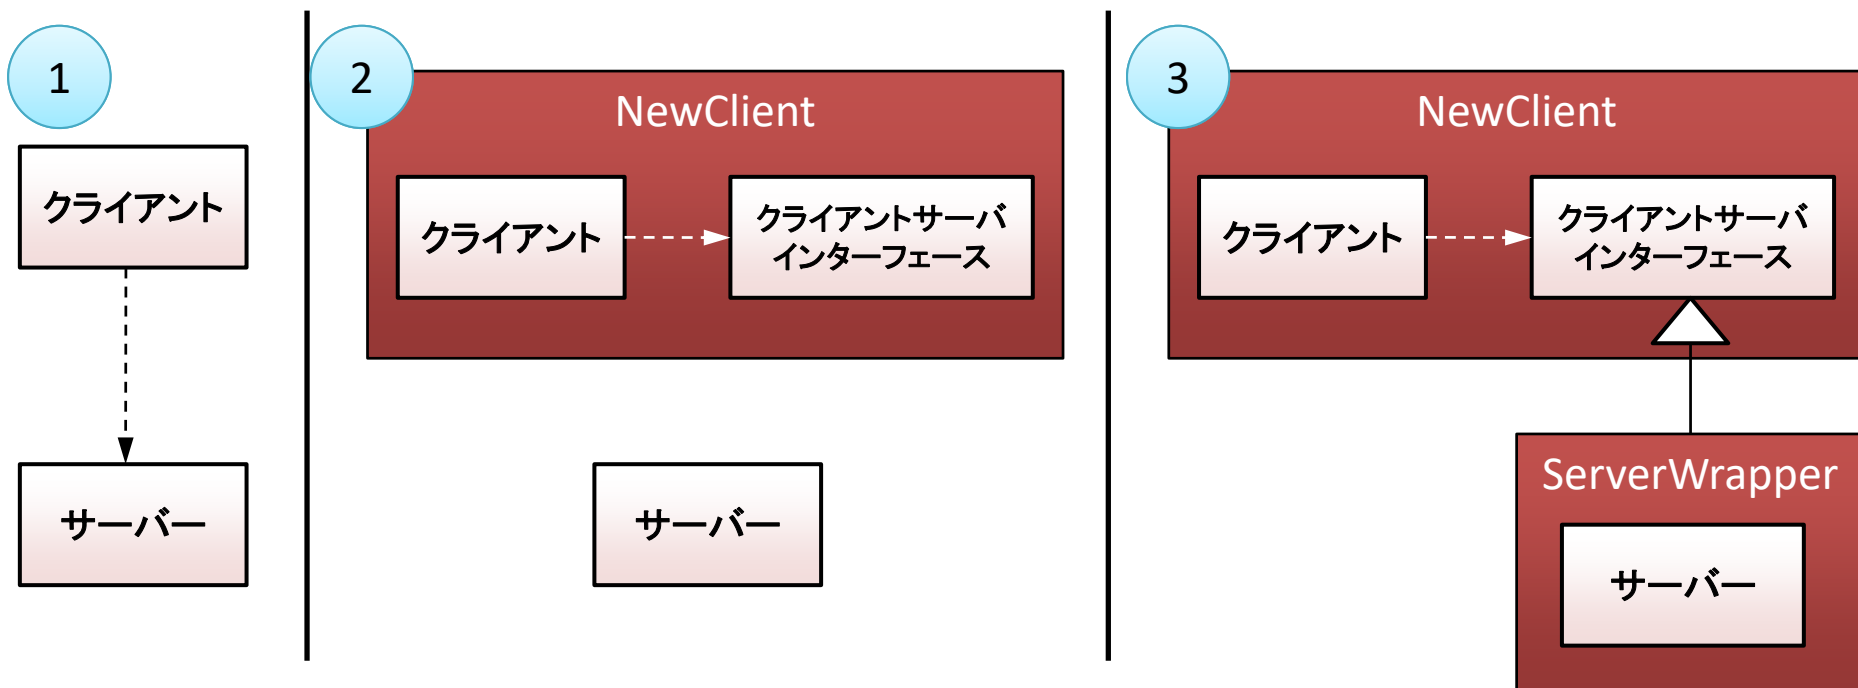 1
クライアント
サーバー
2
NewClient
クライアント
クライアントサーバ
インターフェース
サーバー
3
NewClient
クライアント
クライアントサーバ
インターフェース
ServerWrapper
サーバー